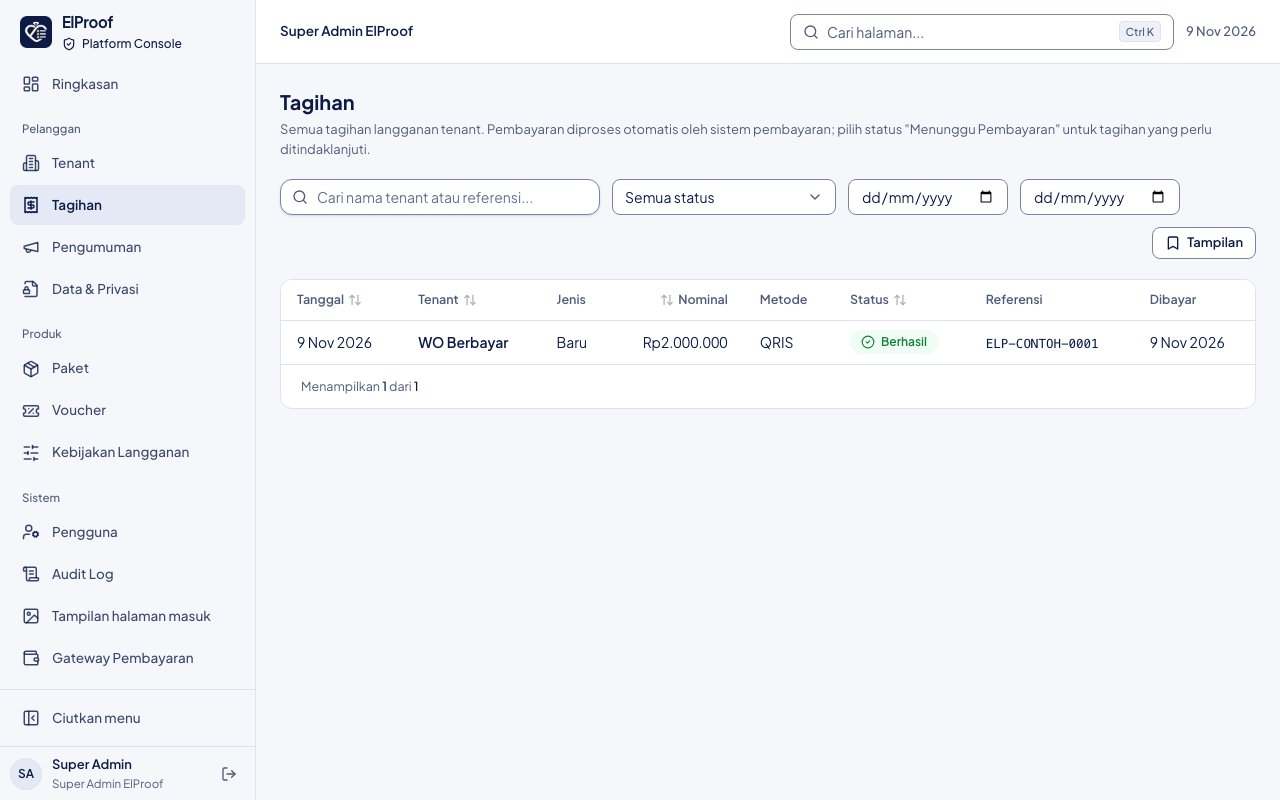 ElProof
Platform Console
Ringkasan
Pelanggan
Tenant
Tagihan
Pengumuman
Data & Privasi
Produk
Paket
Voucher
Kebijakan Langganan
Sistem
Pengguna
Audit Log
Tampilan halaman masuk
Gateway Pembayaran
Ciutkan menu
SA
Super Admin
Super Admin ElProof
Super Admin ElProof
Cari halaman...
Ctrl K
9 Nov 2026
Tagihan
Semua tagihan langganan tenant. Pembayaran diproses otomatis oleh sistem pembayaran; pilih status "Menunggu Pembayaran" untuk tagihan yang perlu
ditindaklanjuti.
Cari nama tenant atau referensi...
Semua status
dd/mm/yyyy
dd/mm/yyyy
Tampilan
Tanggal Tenant Jenis Nominal Metode Status Referensi Dibayar
9 Nov 2026 WO Berbayar Baru Rp2.000.000 QRIS Berhasil ELP-CONTOH-0001 9 Nov 2026
Menampilkan 1 dari 1